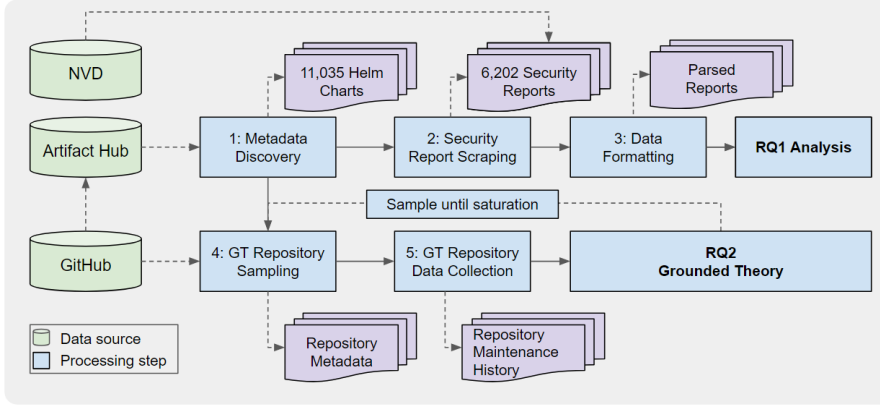 NVD
11,035 Helm
Charts
6,202 Security
Reports
Parsed
Reports
Artifact Hub
1: Metadata
Discovery
2: Security
Report Scraping
3: Data
Formatting
RQ1 Analysis
Sample until saturation
GitHub
4: GT Repository
Sampling
5: GT Repository
Data Collection
RQ2
Grounded Theory
Repository
Metadata
Repository
Maintenance
History
Data source
Processing step